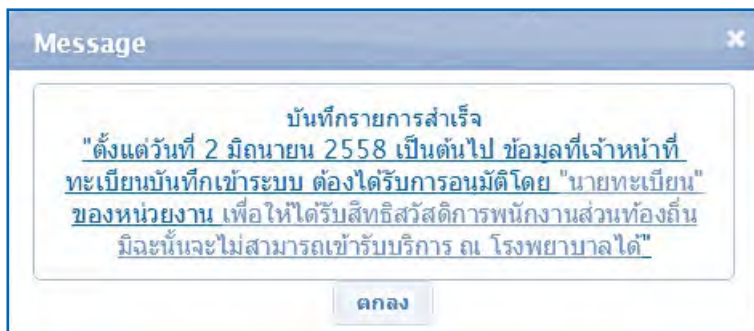 Message
บันทึกรายการสำเร็จ
"ตั้งแต่วันที่ 2 มิถุนายน 2558 เป็นต้นไป ข้อมูลที่เจ้าหน้าที่
ทะเบียนบันทึกเข้าระบบ ต้องได้รับการอนุมัติโดย "นายทะเบียน"
ของหน่วยงาน เพื่อให้ได้รับสิทธิสวัสดิการพนักงานส่วนท้องถิ่น
มิฉะนั้นจะไม่สามารถเข้ารับบริการ ณ โรงพยาบาลได้"
ตกลง